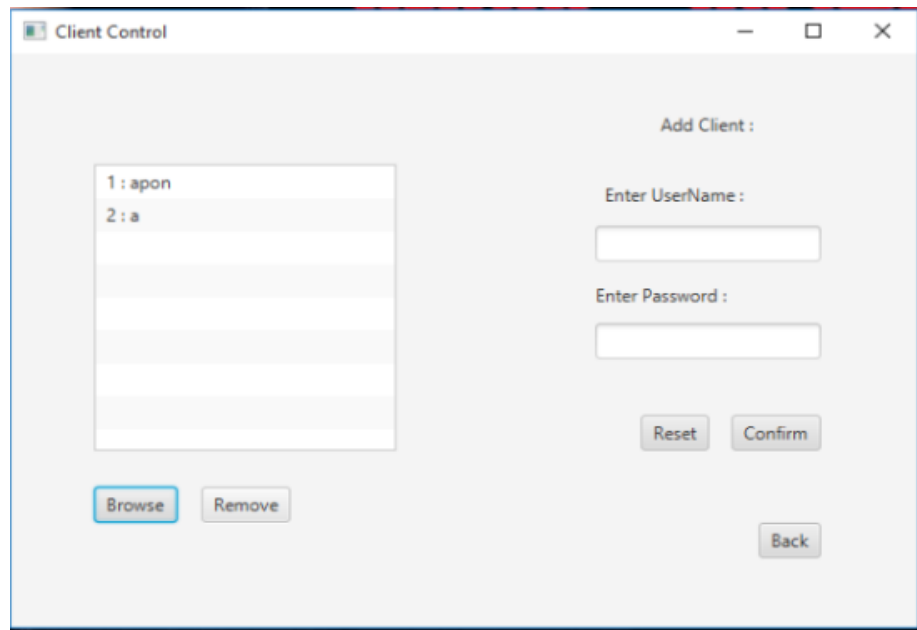 Client Control
Add Client :
1 : apon
2 : a
Enter UserName :
Enter Password :
Reset Confirm
Browse Remove
Back